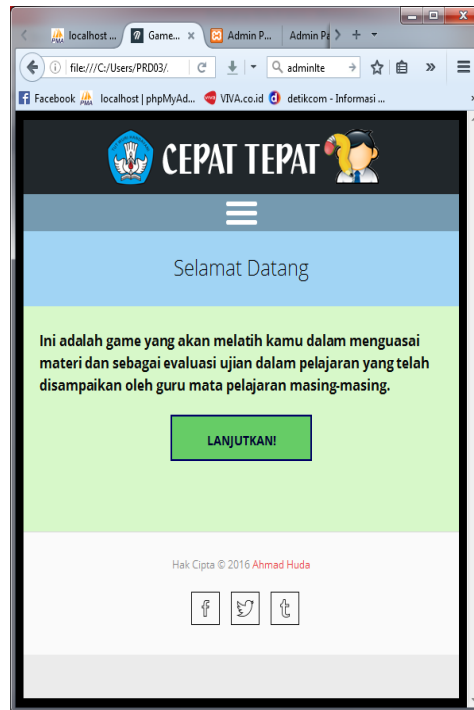 localhost ...
Game...
Admin P...
Admin Pa
file:///C:/Users/PRD03/.
adminlte
Facebook
localhost | phpMyAd...
VIVA.co.id
detikcom - Informasi ...
CEPAT TEPAT
Selamat Datang
Ini adalah game yang akan melatih kamu dalam menguasai
materi dan sebagai evaluasi ujian dalam pelajaran yang telah
disampaikan oleh guru mata pelajaran masing-masing.
LANJUTKAN!
Hak Cipta © 2016 Ahmad Huda